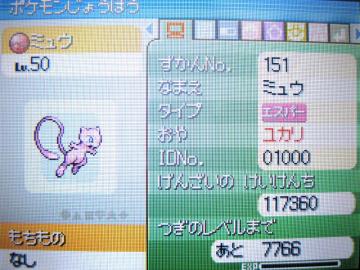 ポケモンじょうほう
ミュウ
Lv.50
ずかんNo. 151
なまえ ミュウ
タイプ エスパー
おや ユカリ
IDNo. 01000
げんざいの けいけんち
117360
つぎのレベルまで
あと 7766
EXP
もちもの
なし